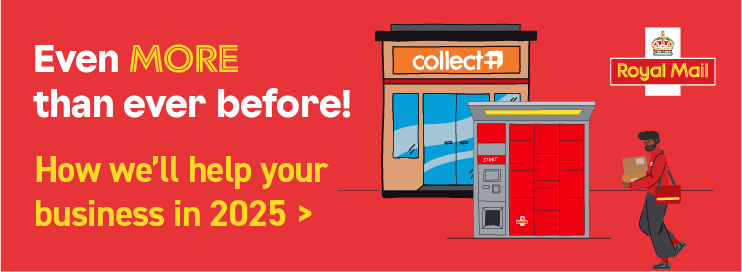 Even MORE
than ever before!
How we'll help your
business in 2025 >
collect+
Royal Mail